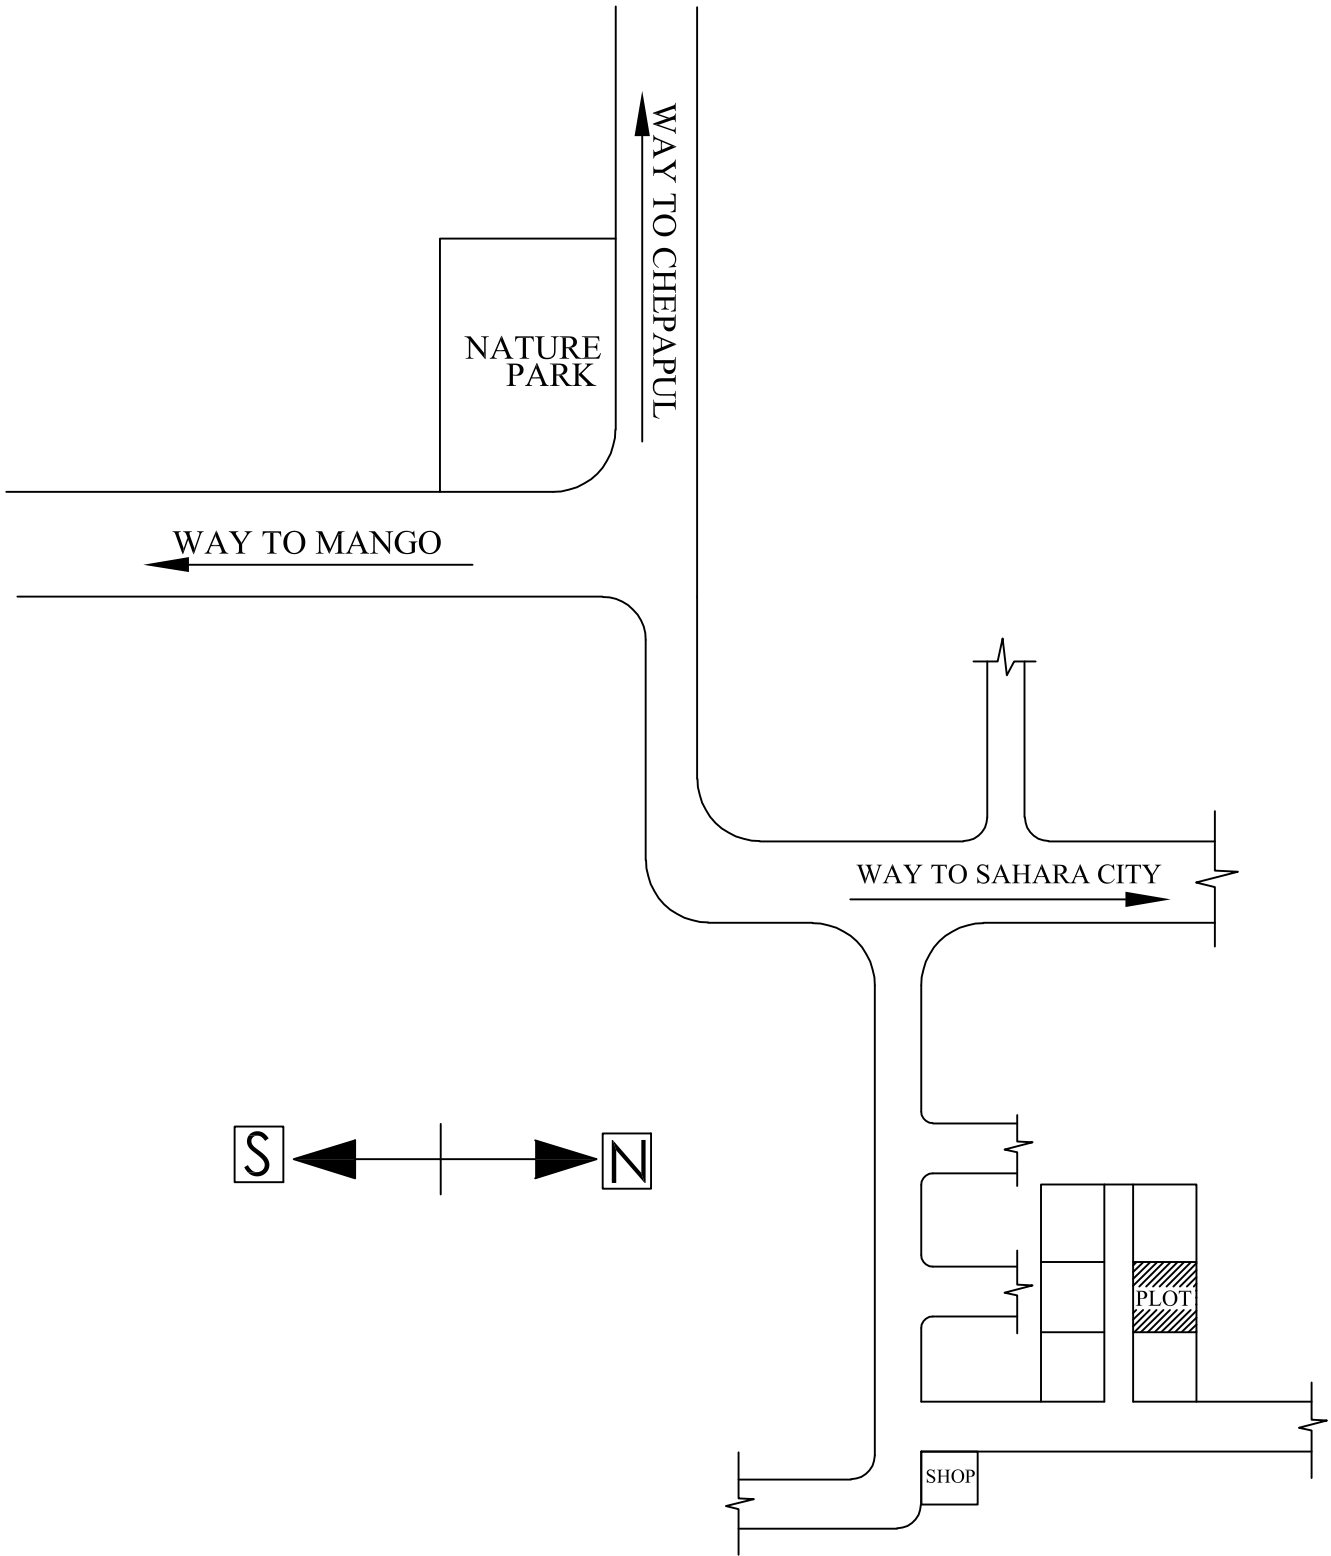 WAY TO CHEPAPUL
NATURE
PARK
WAY TO MANGO
WAY TO SAHARA CITY
S
N
PLOT
SHOP